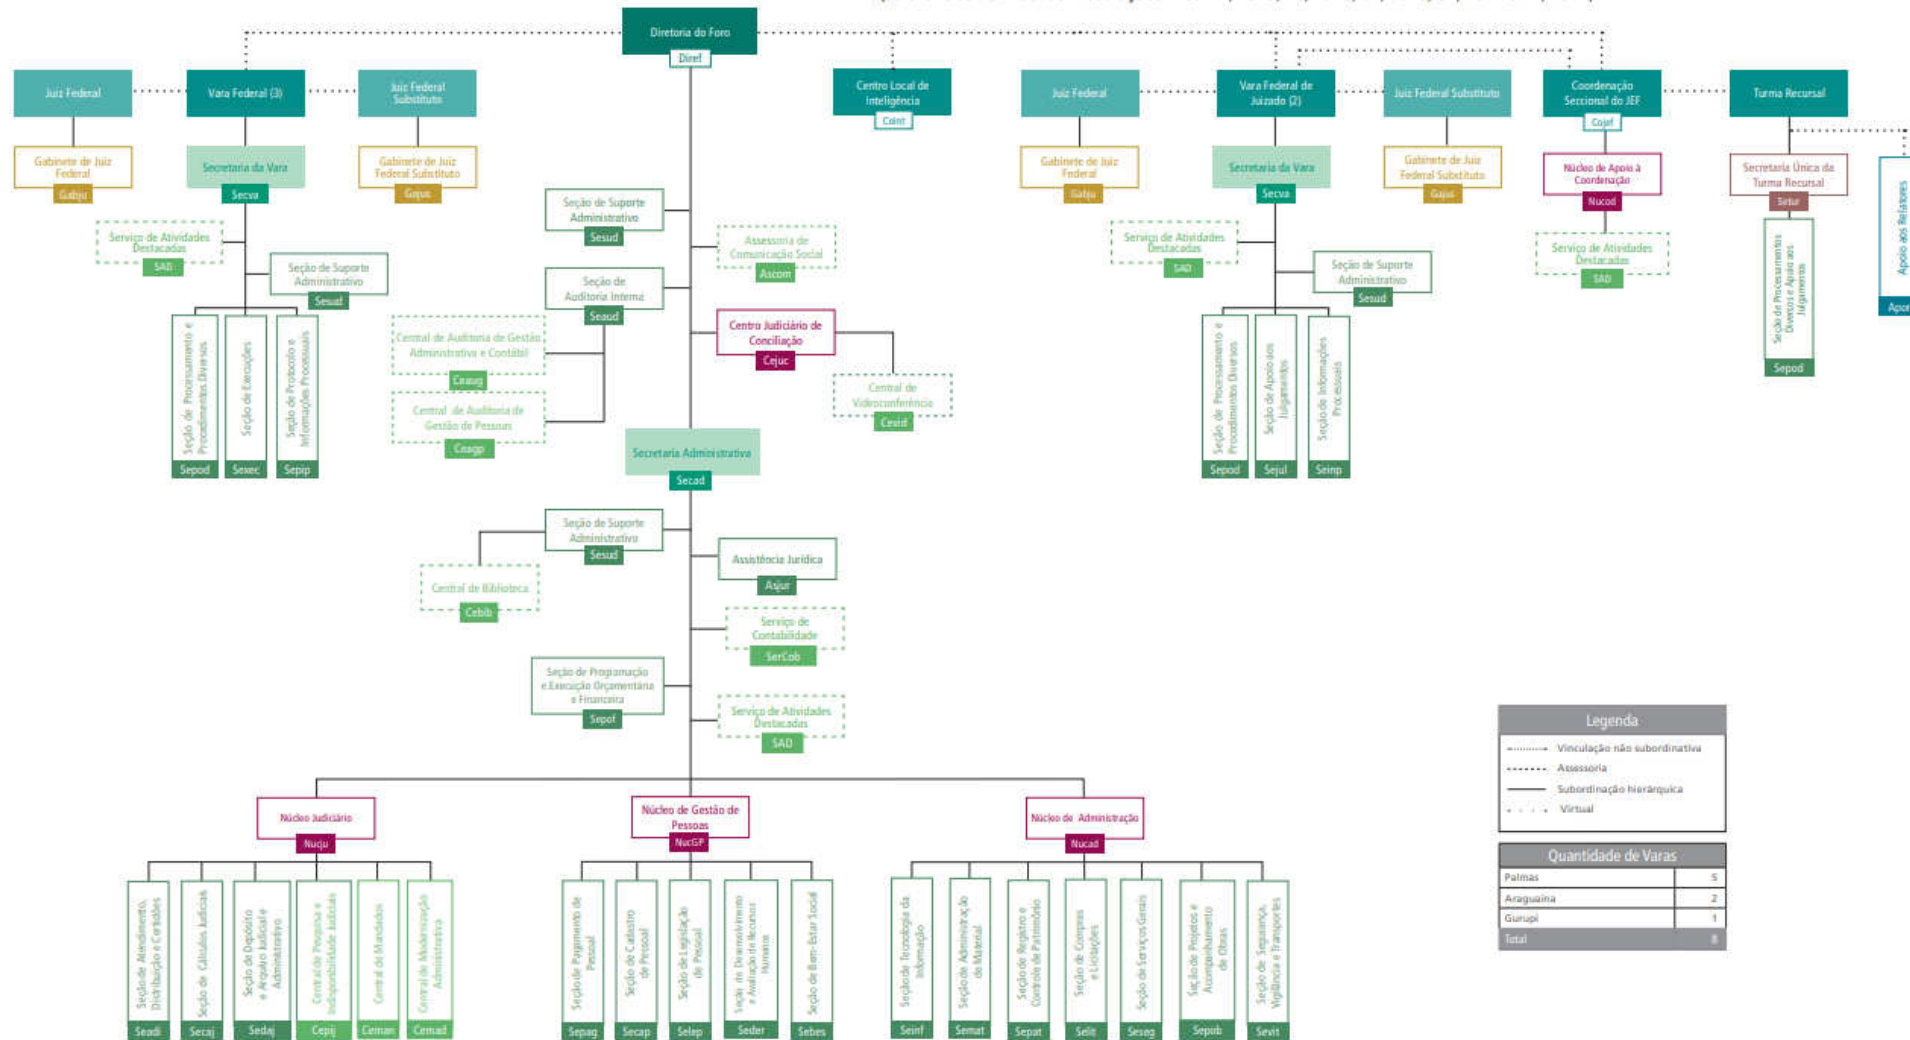 Diretoria do Foro
Diref
Juiz Federal
Vara Federal (3)
Juiz Federal
Substituto
Centro Local de
Inteligência
Ceint
Juiz Federal
Vara Federal de
Juizado (2)
Juiz Federal Substituto
Coordenação
Seccional do JEF
Cojef
Turma Recursal
Gabinete de Juiz
Federal
Gabju
Secretaria da Vara
Secva
Gabinete de Juiz
Federal Substituto
Gajus
Gabinete de Juiz
Federal
Gabju
Secretaria da Vara
Secva
Gabinete de Juiz
Federal Substituto
Gajus
Núcleo de Apoio à
Coordenação
Nucod
Secretaria Única da
Turma Recursal
Setur
Apoio aos Relatores
Serviço de Atividades
Destacadas
SAD
Seção de Suporte
Administrativo
Sesud
Seção de Processamento e
Procedimentos Diversos
Sepod
Seção de Execuções
Sexec
Seção de Protocolo e
Informações Processuais
Sepip
Seção de Suporte
Administrativo
Sesud
Assessoria de
Comunicação Social
Ascom
Seção de
Auditoria Interna
Seaud
Central de Auditoria de Gestão
Administrativa e Contábil
Ceaug
Central de Auditoria de
Gestão de Pessoas
Ceagp
Centro Judiciário de
Conciliação
Cejuc
Central de
Videoconferência
Cevid
Serviço de Atividades
Destacadas
SAD
Seção de Suporte
Administrativo
Sesud
Seção de Processamento e
Procedimentos Diversos
Sepod
Seção de Apoio aos
Julgamentos
Sejul
Seção de Informações
Processuais
Seinp
Serviço de Atividades
Destacadas
SAD
Seção de Processamentos
Diversos e Apoio aos
Julgamentos
Sepod
Secretaria Administrativa
Secad
Seção de Suporte
Administrativo
Sesud
Central de Biblioteca
Cebib
Assistência Jurídica
Asjur
Serviço de
Contabilidade
SerCob
Seção de Programação
e Execução Orçamentária
e Financeira
Sepof
Serviço de Atividades
Destacadas
SAD
Núcleo Judiciário
Nucju
Núcleo de Gestão de
Pessoas
NucGP
Núcleo de Administração
Nucad
Seção de Atendimento,
Distribuição e Certidões
Seadi
Seção de Cálculos Judiciais
Secaj
Seção de Depósito
e Arquivo Judicial e
Administrativo
Sedaj
Central de Pesquisa e
Indisponibilidade Judiciais
Cepij
Central de Mandados
Ceman
Central de Modernização
Administrativa
Cemad
Seção de Pagamento de
Pessoal
Sepag
Seção de Cadastro
de Pessoal
Secap
Seção de Legislação
de Pessoal
Selep
Seção de Desenvolvimento
e Avaliação de Recursos
Humanos
Seder
Seção de Bem-Estar Social
Sebes
Seção de Tecnologia da
Informação
Seinf
Seção de Administração
de Material
Semat
Seção de Registro e
Controle de Patrimônio
Sepat
Seção de Compras
e Licitações
Selit
Seção de Serviços Gerais
Seseg
Seção de Projetos e
Acompanhamento
de Obras
Sepob
Seção de Segurança,
Vigilância e Transportes
Sevit
Legenda
Vinculação não subordinativa
Assessoria
Subordinação hierárquica
Virtual
Quantidade de Varas
Palmas 5
Araguaina 2
Gurupi 1
Total 8